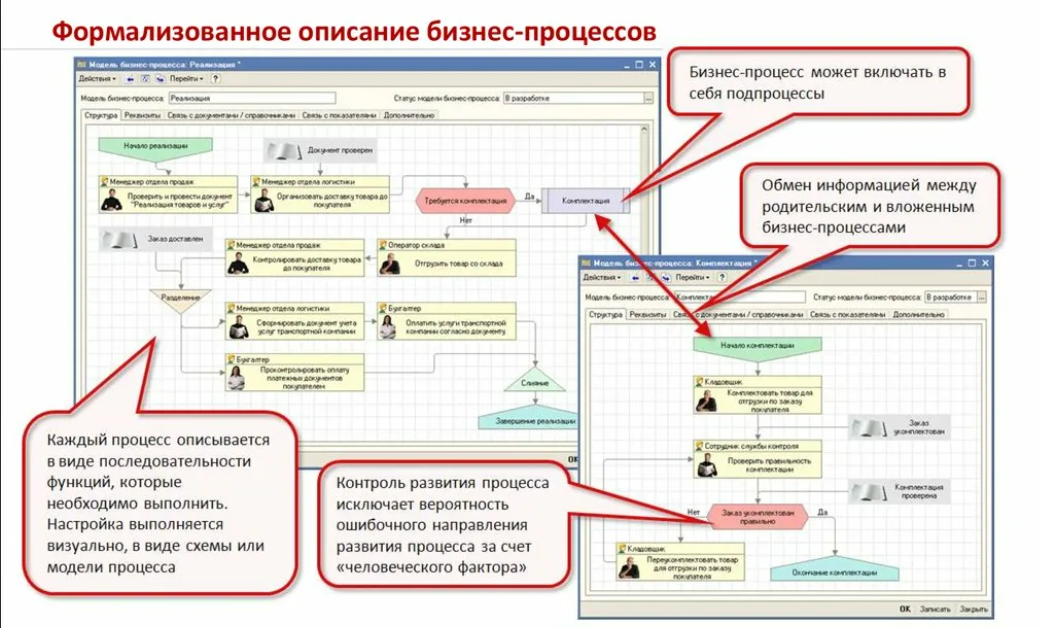 Формализованное описание бизнес-процессов
Модель бизнес-процесса: Реализация *
Действия
Перейти
?
Модель бизнес-процесса: Реализация
Статус модели бизнес-процесса: В разработке
Структура Реквизиты Связь с документами / справочниками Связь с показателями Дополнительно
Начало реализации
Документ проверен
Менеджер отдела продаж
Проверить и провести документ
"Реализация товаров и услуг"
Менеджер отдела логистики
Организовать доставку товара до
покупателя
Требуется комплектация
Да
Нет
Комплектация
Заказ доставлен
Менеджер отдела продаж
Контролировать доставку товара
до покупателя
Оператор склада
Отгрузить товар со склада
Разделение
Менеджер отдела логистики
Сформировать документ учета
услуг транспортной компании
Бухгалтер
Оплатить услуги транспортной
компании согласно документу
Бухгалтер
Проконтролировать оплату
платежных документов
покупателем
Слияние
Завершение реализации
Бизнес-процесс может включать в
себя подпроцессы
Обмен информацией между
родительским и вложенным
бизнес-процессами
Модель бизнес-процесса: Комплектация *
Действия
Перейти
?
Модель бизнес-процесса:
Статус модели бизнес-процесса: В разработке
Структура Реквизиты Связь с документами / справочниками Связь с показателями Дополнительно
Начало комплектации
Кладовщик
Комплектовать товар для
отгрузки по заказу
покупателя
Заказ
укомплектован
Сотрудник службы контроля
Проверить правильность
комплектации
Комплектация
проверена
Нет
Заказ укомплектован
правильно
Да
Кладовщик
Переукомплектовать товар
для отгрузки по заказу
покупателя
Окончание комплектации
OK Записать Закрыть
Каждый процесс описывается
в виде последовательности
функций, которые
необходимо выполнить.
Настройка выполняется
визуально, в виде схемы или
модели процесса
Контроль развития процесса
исключает вероятность
ошибочного направления
развития процесса за счет
«человеческого фактора»